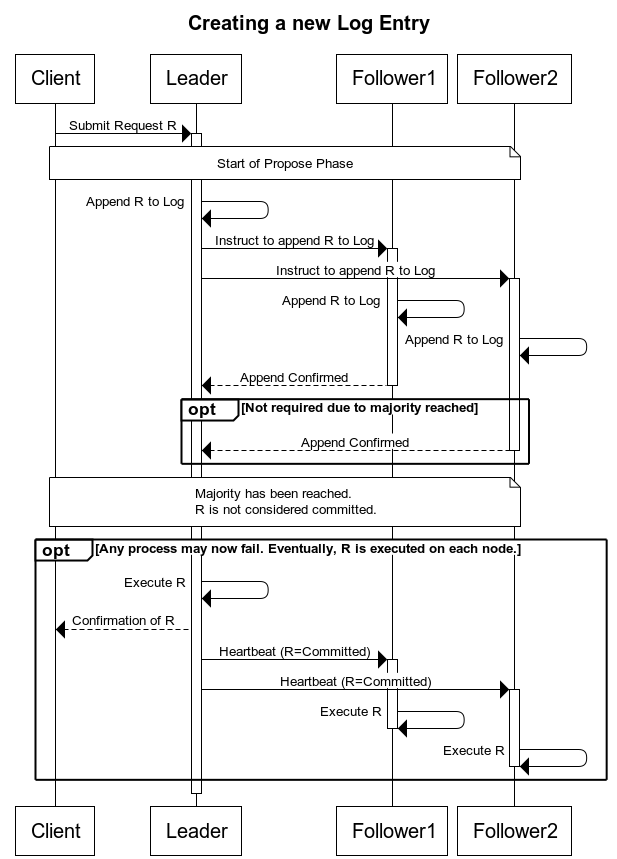 Creating a new Log Entry
Client
Leader
Follower1
Follower2
Submit Request R
Start of Propose Phase
Append R to Log
Instruct to append R to Log
Instruct to append R to Log
Append R to Log
Append R to Log
Append Confirmed
opt
[Not required due to majority reached]
Append Confirmed
Majority has been reached.
R is not considered committed.
opt
[Any process may now fail. Eventually, R is executed on each node.]
Execute R
Confirmation of R
Heartbeat (R=Committed)
Heartbeat (R=Committed)
Execute R
Execute R
Client
Leader
Follower1
Follower2